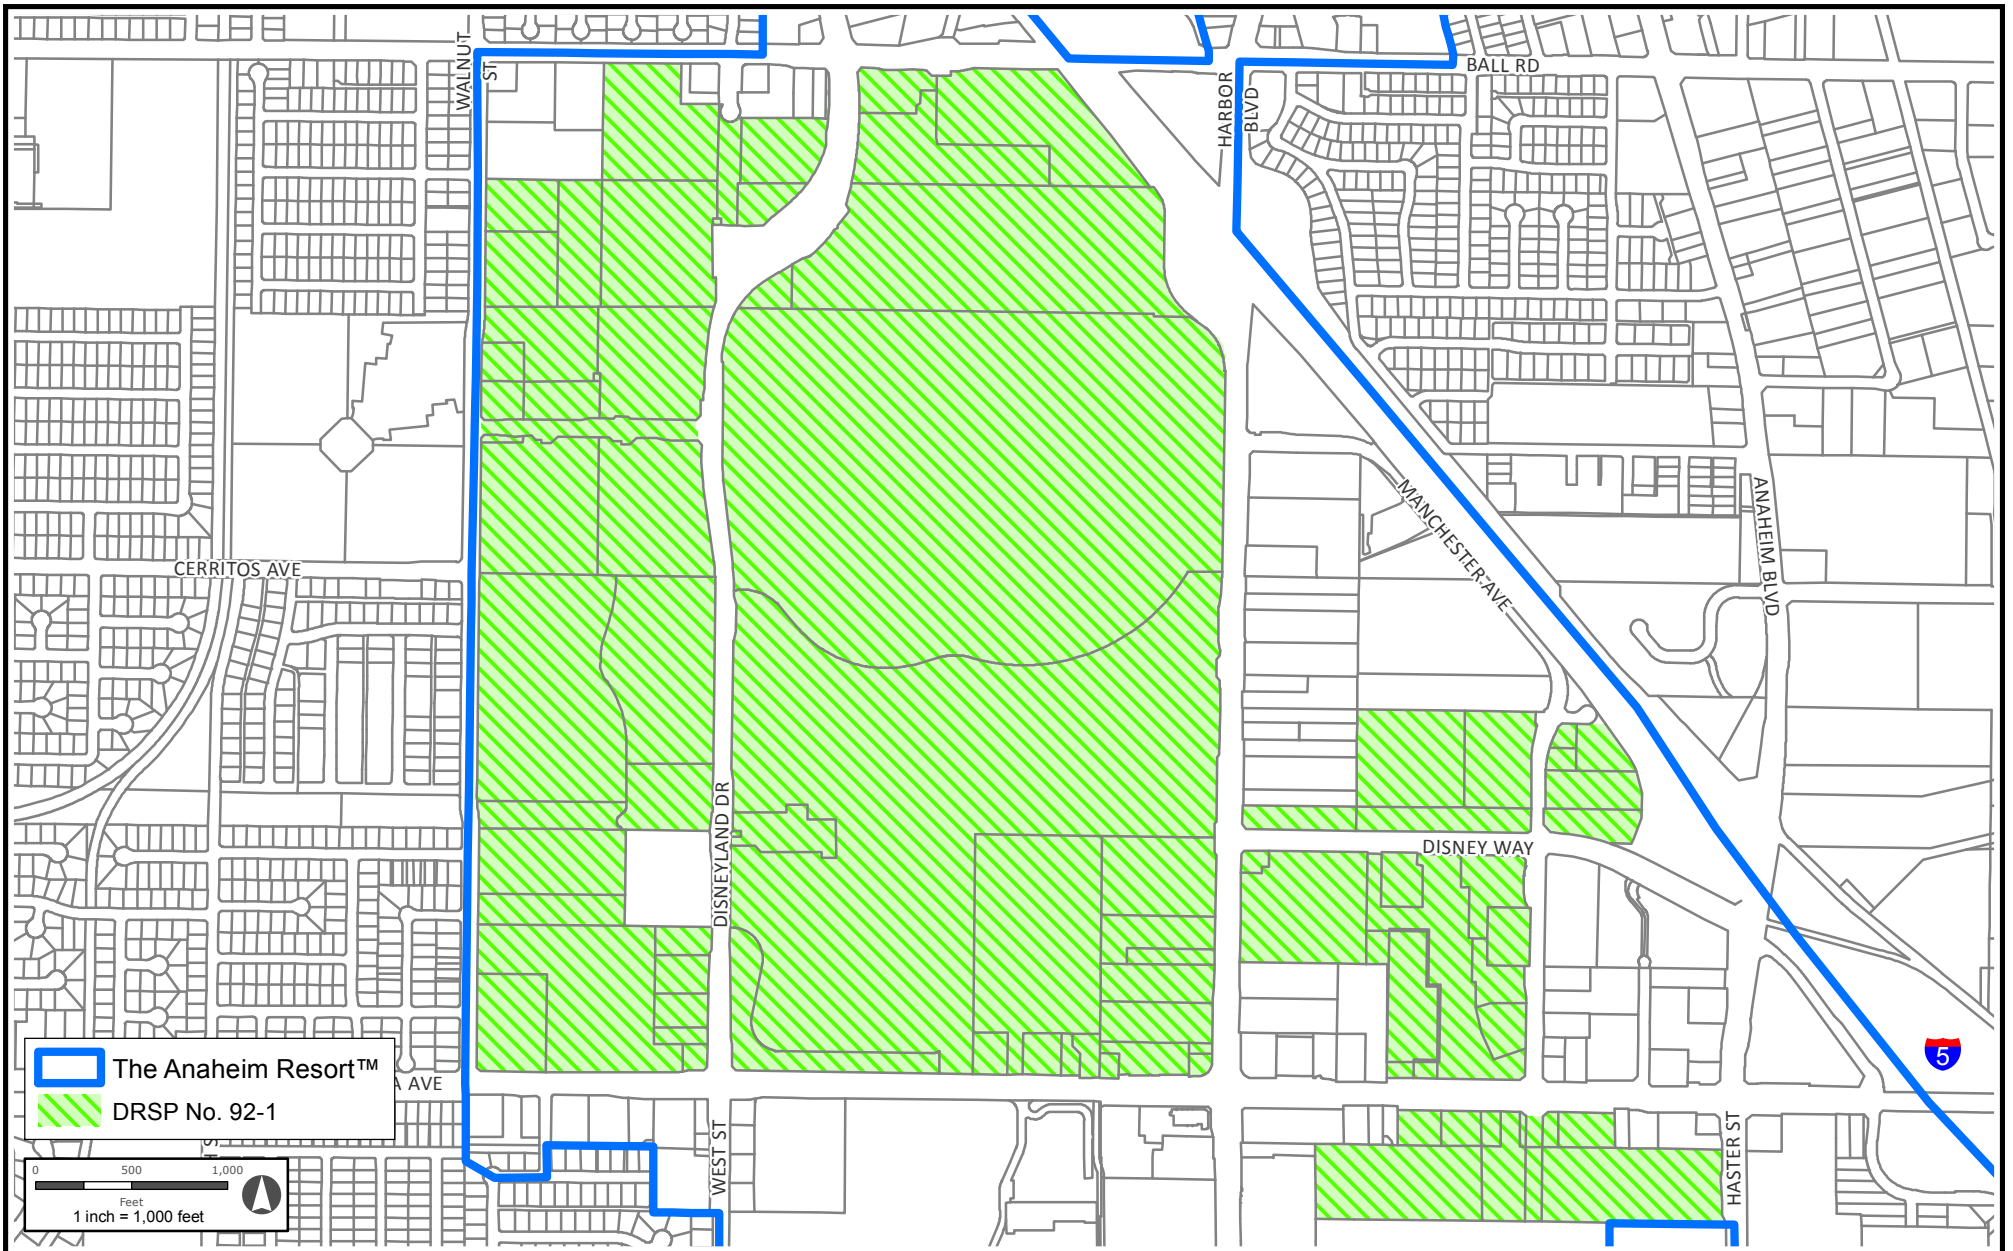 WALNUT
ST
BALL RD
HARBOR
BLVD
MANCHESTER AVE
ANAHEIM BLVD
CERRITOS AVE
DISNEYLAND DR
DISNEY WAY
5
The Anaheim Resort™
A AVE
DRSP No. 92-1
WEST ST
HASTER ST
0 500 1,000
Feet
1 inch = 1,000 feet